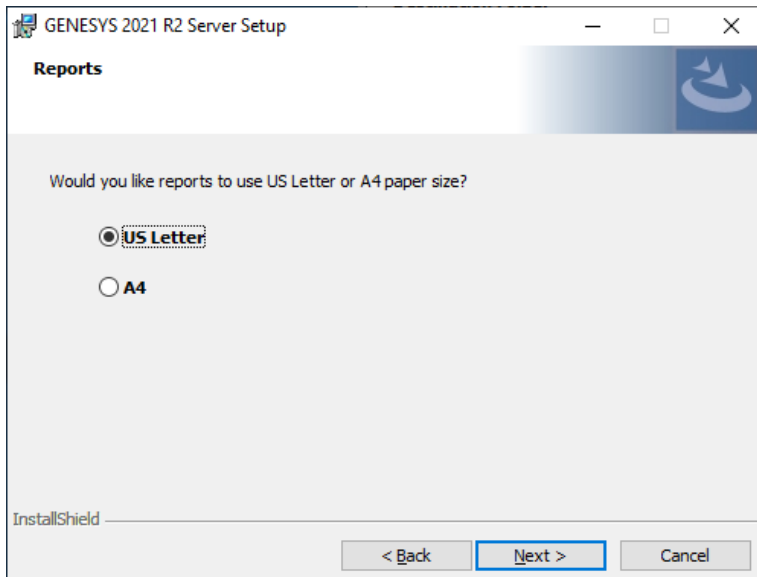 GENESYS 2021 R2 Server Setup
Reports
Would you like reports to use US Letter or A4 paper size?
US Letter
A4
InstallShield
< Back
Next >
Cancel